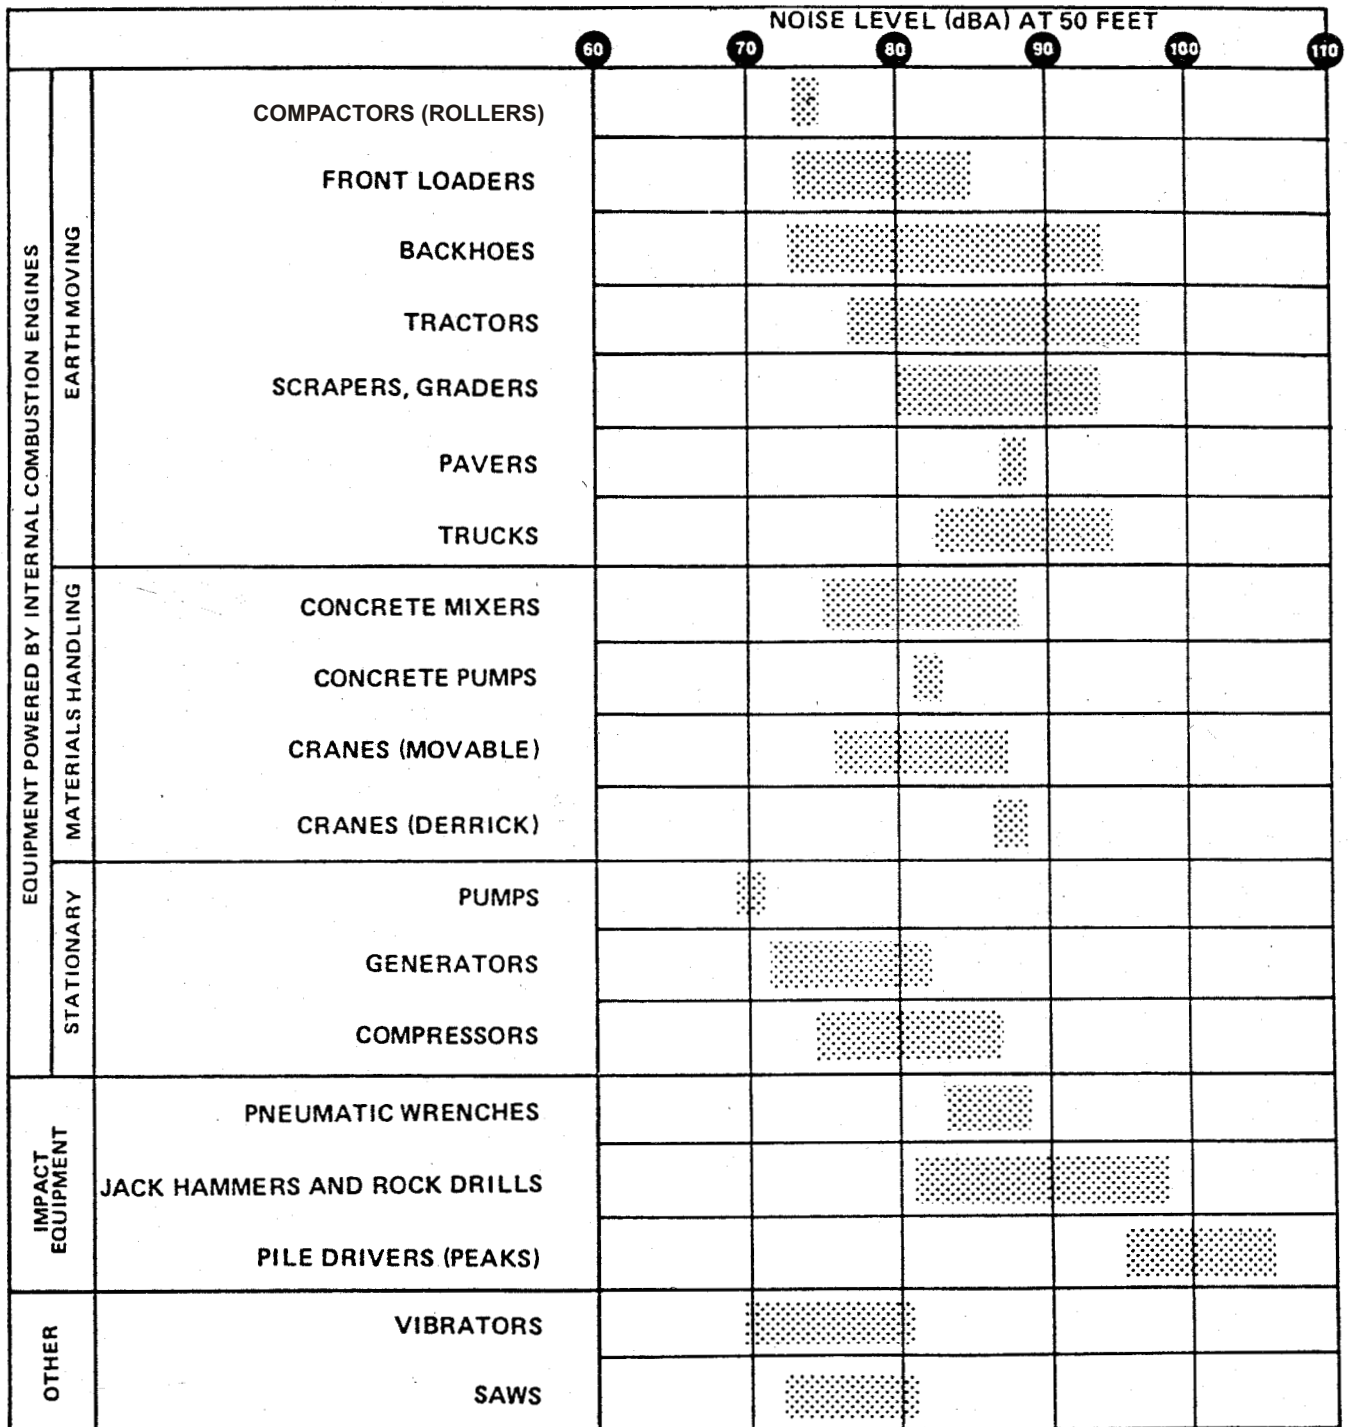 NOISE LEVEL (dBA) AT 50 FEET
60 70 80 90 100 110
EQUIPMENT POWERED BY INTERNAL COMBUSTION ENGINES
EARTH MOVING
COMPACTORS (ROLLERS)
FRONT LOADERS
BACKHOES
TRACTORS
SCRAPERS, GRADERS
PAVERS
TRUCKS
MATERIALS HANDLING
CONCRETE MIXERS
CONCRETE PUMPS
CRANES (MOVABLE)
CRANES (DERRICK)
STATIONARY
PUMPS
GENERATORS
COMPRESSORS
IMPACT
EQUIPMENT
PNEUMATIC WRENCHES
JACK HAMMERS AND ROCK DRILLS
PILE DRIVERS (PEAKS)
OTHER
VIBRATORS
SAWS